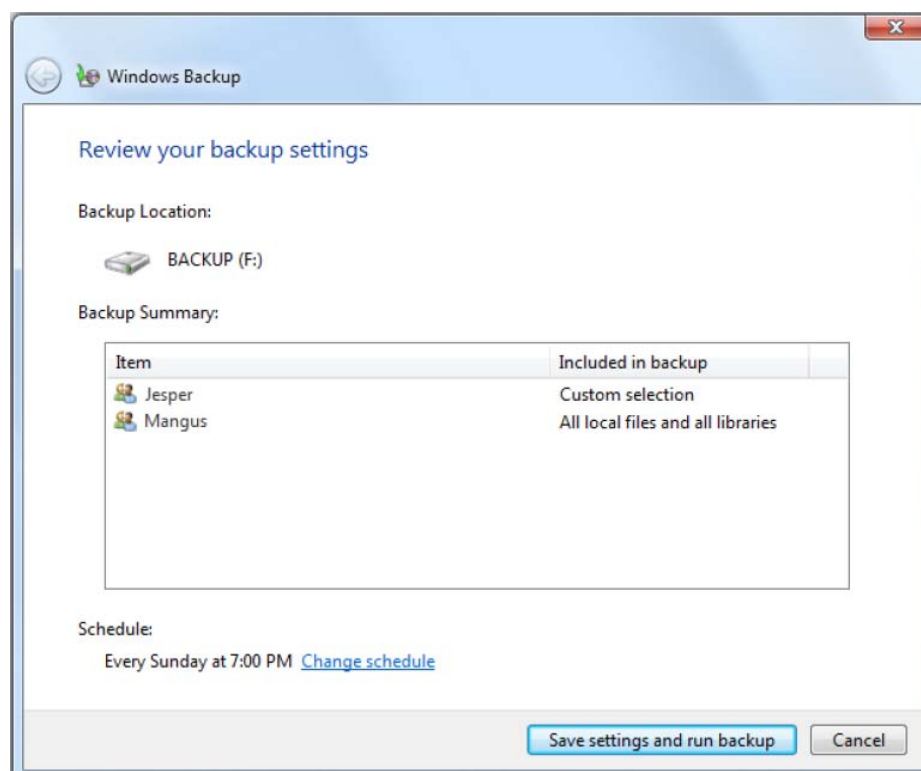 Windows Backup
Review your backup settings
Backup Location:
BACKUP (F:)
Backup Summary:
Item Included in backup
Jesper Custom selection
Mangus All local files and all libraries
Schedule:
Every Sunday at 7:00 PM Change schedule
Save settings and run backup Cancel